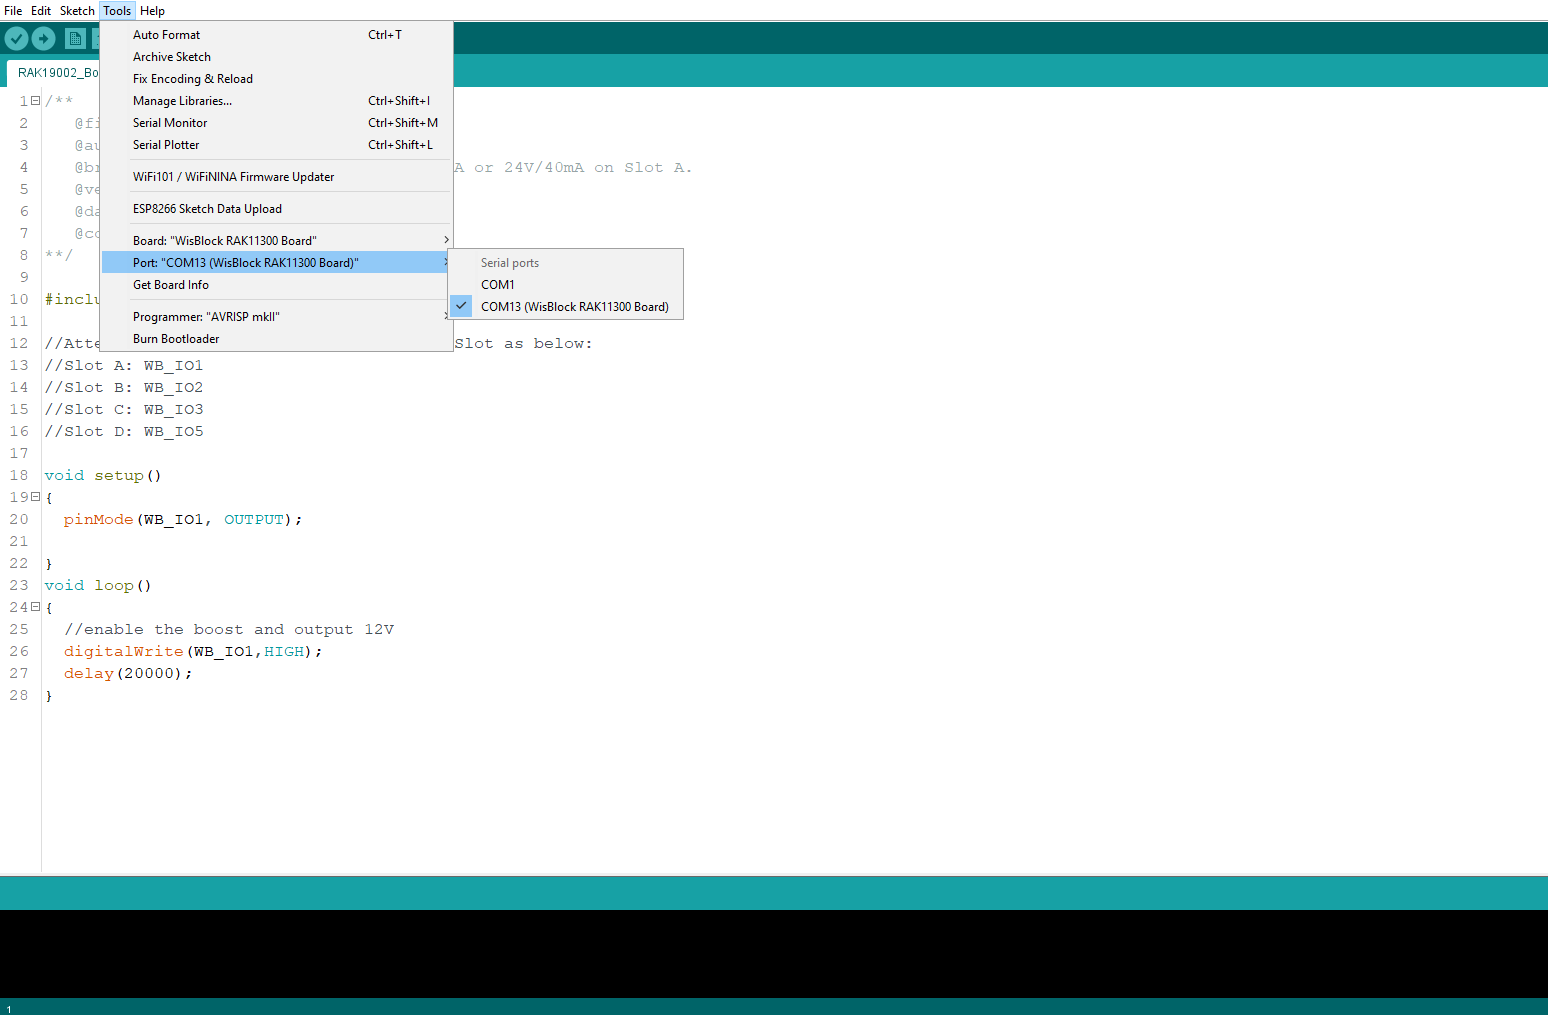 File Edit Sketch Tools Help
Auto Format Ctrl+T
Archive Sketch
Fix Encoding & Reload
Manage Libraries... Ctrl+Shift+I
Serial Monitor Ctrl+Shift+M
Serial Plotter Ctrl+Shift+L
WiFi101 / WiFiNINA Firmware Updater
ESP8266 Sketch Data Upload
Board: "WisBlock RAK11300 Board"
Port: "COM13 (WisBlock RAK11300 Board)"
Get Board Info
Programmer: "AVRISP mkII"
Burn Bootloader
Serial ports
COM1
COM13 (WisBlock RAK11300 Board)
RAK19002_Bo
1 /**
2 @fi
3 @au
4 @br A or 24V/40mA on Slot A.
5 @ve
6 @da
7 @co
8 **/
9
10 #inclu
11
12 //Atte Slot as below:
13 //Slot A: WB_IO1
14 //Slot B: WB_IO2
15 //Slot C: WB_IO3
16 //Slot D: WB_IO5
17
18 void setup()
19 {
20 pinMode(WB_IO1, OUTPUT);
21
22 }
23 void loop()
24 {
25 //enable the boost and output 12V
26 digitalWrite(WB_IO1,HIGH);
27 delay(20000);
28 }
1